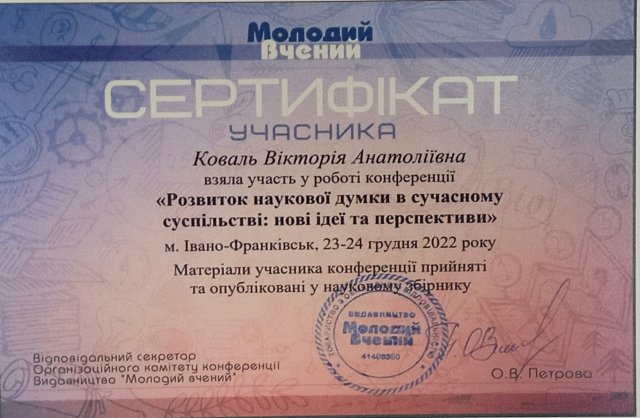 Молодий
Вчений
СЕРТИФІКАТ
УЧАСНИКА
Коваль Вікторія Анатоліївна
взяла участь у роботі конференції
«Розвиток наукової думки в сучасному
суспільстві: нові ідеї та перспективи»
м. Івано-Франківськ, 23-24 грудня 2022 року
Матеріали учасника конференції прийняті
та опубліковані у науковому збірнику
ВИДАВНИЦТВО
Молодий
Вчений
Відповідальний секретар
Організаційного комітету конференції
Видавництво "Молодий вчений"
О.В. Петрова